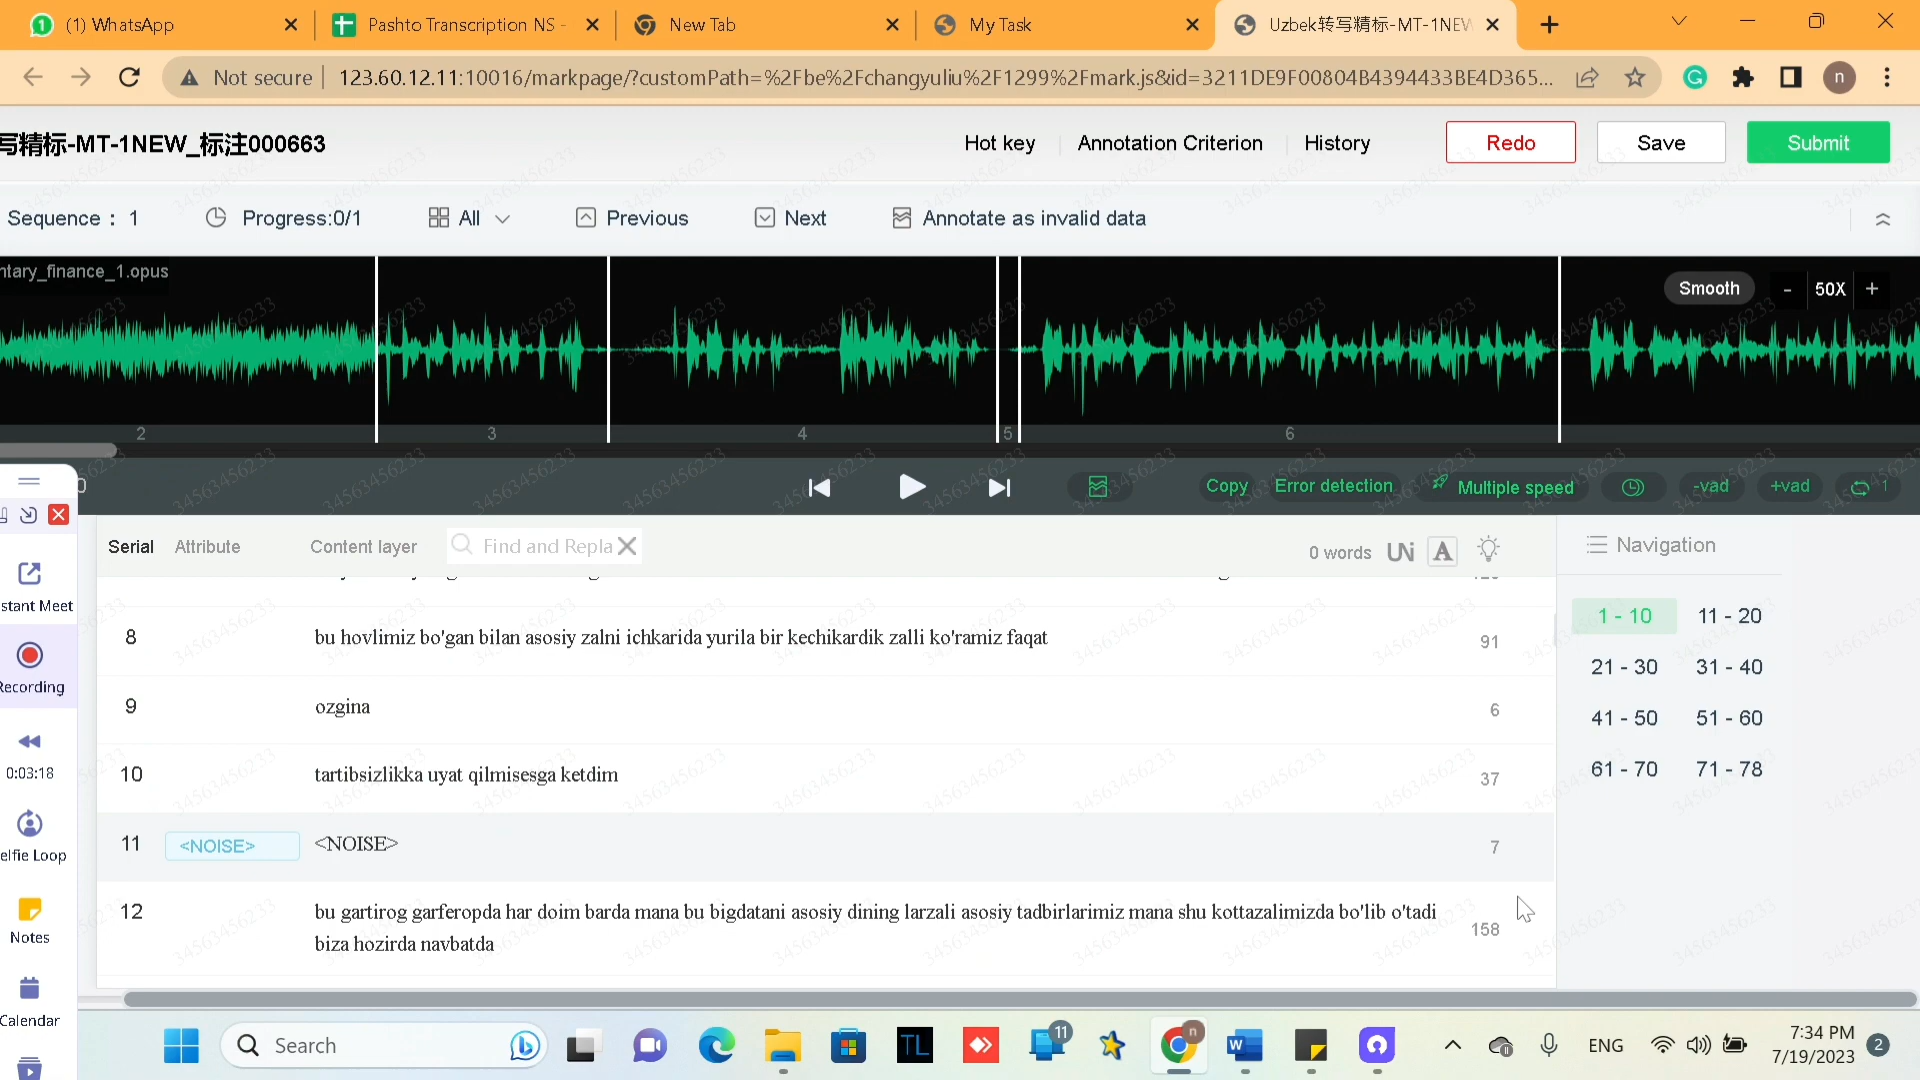 (1) WhatsApp
Pashto Transcription NS -
New Tab
My Task
Uzbek转写精标-MT-1NEW
Not secure
123.60.12.11:10016/markpage/?customPath=%2Fbe%2Fchangyuliu%2F1299%2Fmark.js&id=3211DE9F00804B4394433BE4D365...
n
写精标-MT-1NEW_标注000663
Hot key
Annotation Criterion
History
Redo
Save
Submit
Sequence : 1
Progress:0/1
All
Previous
Next
Annotate as invalid data
ntary_finance_1.opus
Smooth
- 50X +
2
3
4
5
6
0
Copy
Error detection
Multiple speed
-vad
+vad
1
Serial
Attribute
Content layer
Find and Repla
0 words
Navigation
8
bu hovlimiz bo'gan bilan asosiy zalni ichkarida yurila bir kechikardik zalli ko'ramiz faqat
91
9
ozgina
6
10
tartibsizlikka uyat qilmisesga ketdim
37
11
<NOISE>
<NOISE>
7
12
bu gartirog garferopda har doim barda mana bu bigdatani asosiy dining larzali asosiy tadbirlarimiz mana shu kottazalimizda bo'lib o'tadi
biza hozirda navbatda
158
1 - 10
11 - 20
21 - 30
31 - 40
41 - 50
51 - 60
61 - 70
71 - 78
stant Meet
Recording
0:03:18
elfie Loop
Notes
Calendar
Search
TL
11
n
ENG
7:34 PM
7/19/2023
2
34563456233